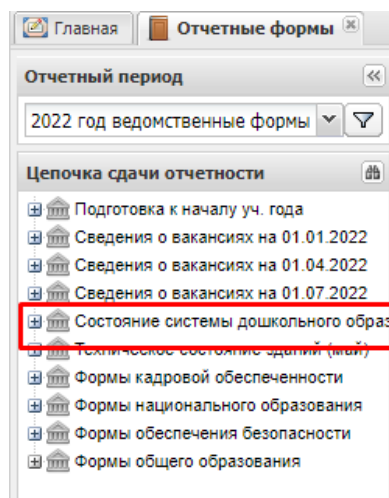 Главная
Отчетные формы
Отчетный период
2022 год ведомственные формы
Цепочка сдачи отчетности
Подготовка к началу уч. года
Сведения о вакансиях на 01.01.2022
Сведения о вакансиях на 01.04.2022
Сведения о вакансиях на 01.07.2022
Состояние системы дошкольного образ
Техническое состояние зданий (май)
Формы кадровой обеспеченности
Формы национального образования
Формы обеспечения безопасности
Формы общего образования